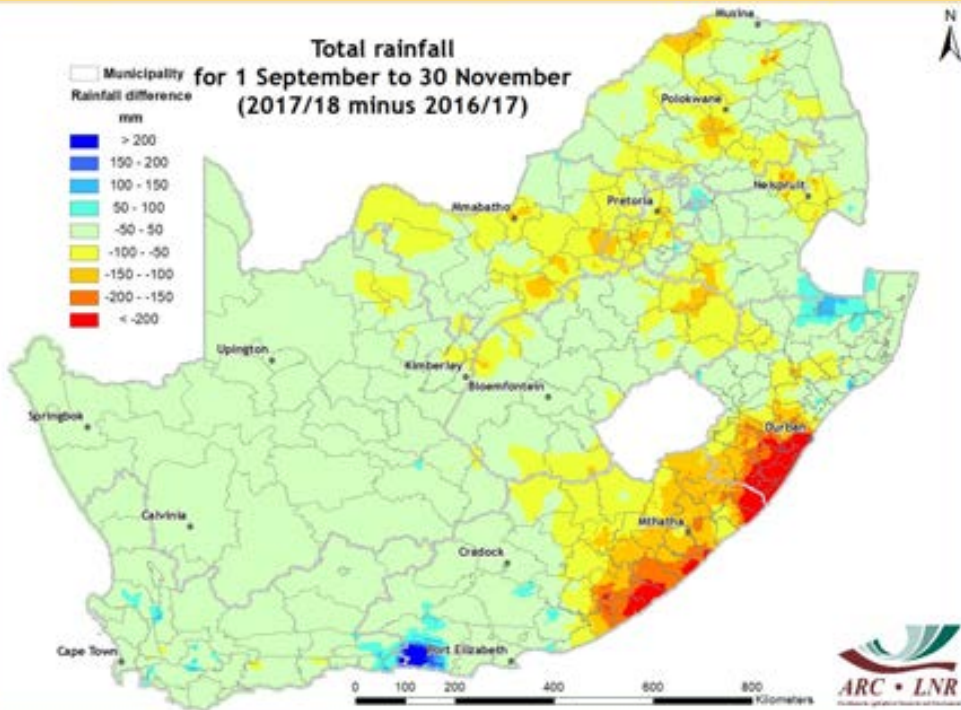 Total rainfall
for 1 September to 30 November
(2017/18 minus 2016/17)
N
Municipality
Rainfall difference
mm
> 200
150 - 200
100 - 150
50 - 100
-50 - 50
-100 - -50
-150 - -100
-200 - -150
< -200
Musina
Polokwane
Nelspruit
Pretoria
Mmabatho
Upington
Kimberley
Bloemfontein
Springbok
Durban
Calvinia
Mthatha
Cradock
Cape Town
Port Elizabeth
0 100 200 400 600 800
Kilometers
ARC • LNR